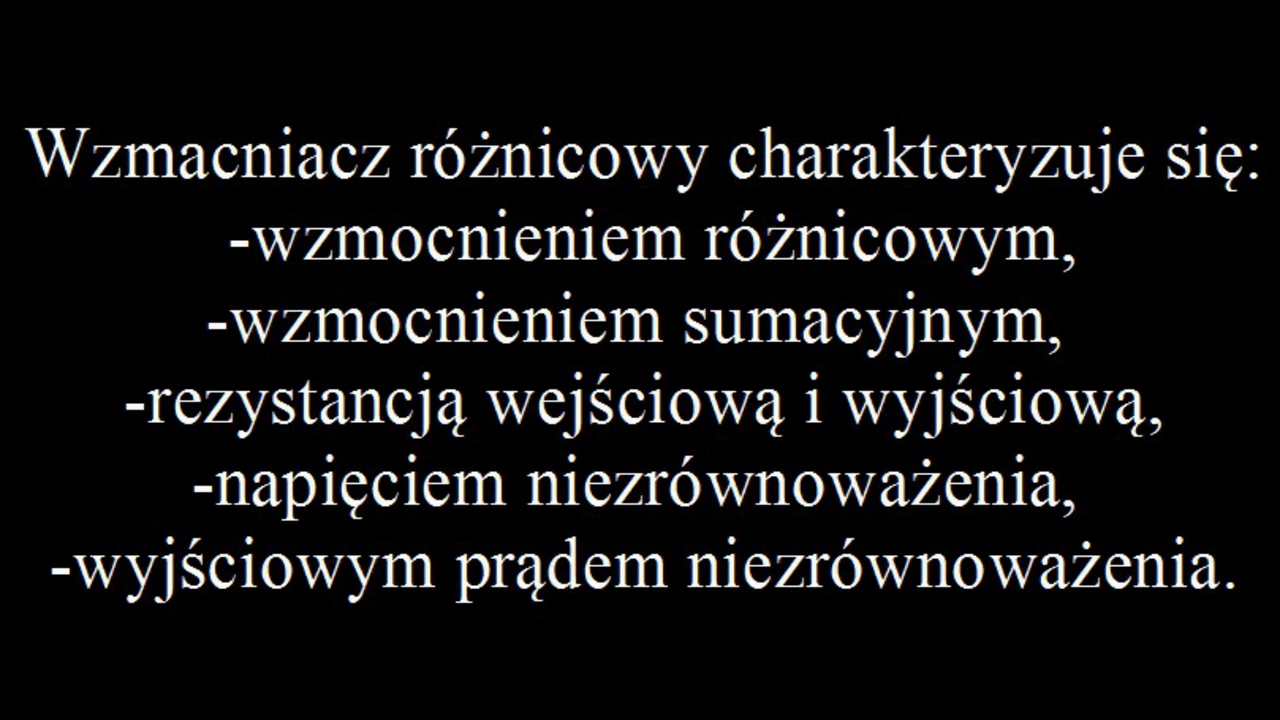 Wzmacniacz różnicowy charakteryzuje się:
-wzmocnieniem różnicowym,
-wzmocnieniem sumacyjnym,
-rezystancją wejściową i wyjściową,
-napięciem niezrównoważenia,
-wyjściowym prądem niezrównoważenia.